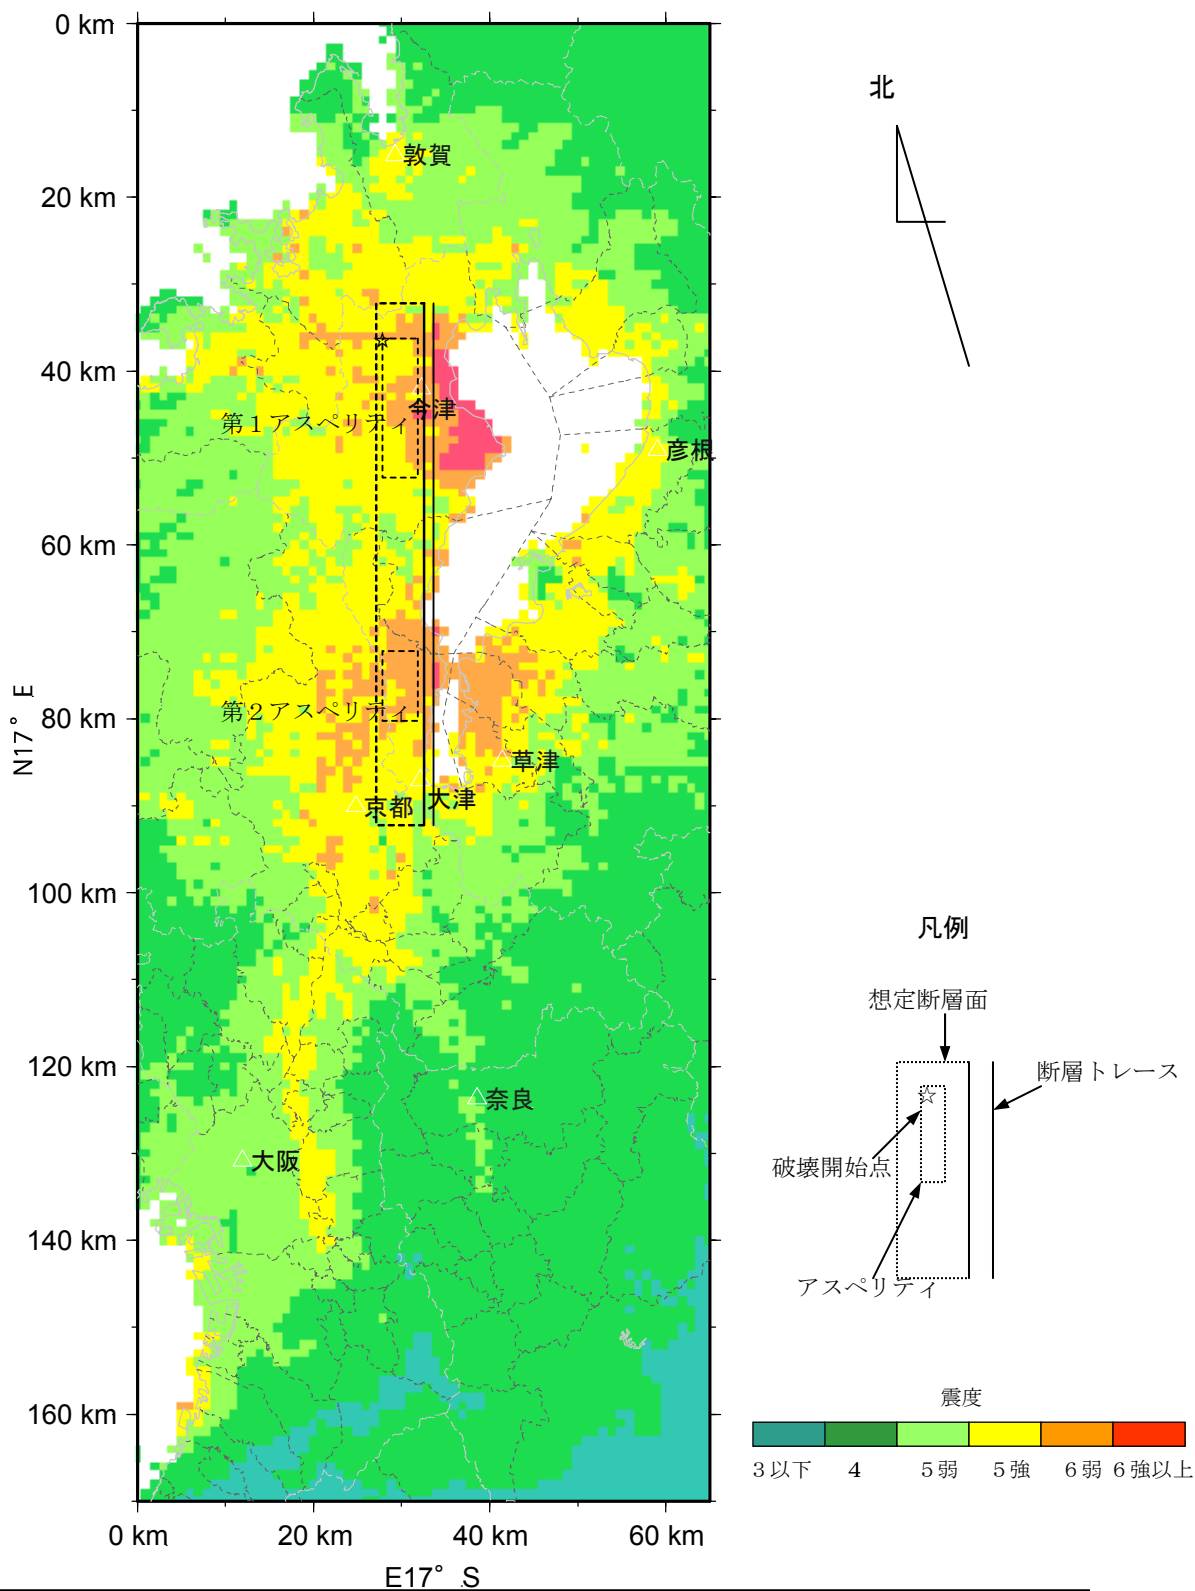 0 km
20 km
40 km
60 km
80 km
100 km
120 km
140 km
160 km
N17° E
0 km
20 km
40 km
60 km
E17° S
敦賀
今津
第１アスペリティ
彦根
第２アスペリティ
草津
大津
京都
奈良
大阪
北
凡例
想定断層面
断層トレース
破壊開始点
アスペリティ
震度
３以下
4
５弱
５強
６弱
６強以上